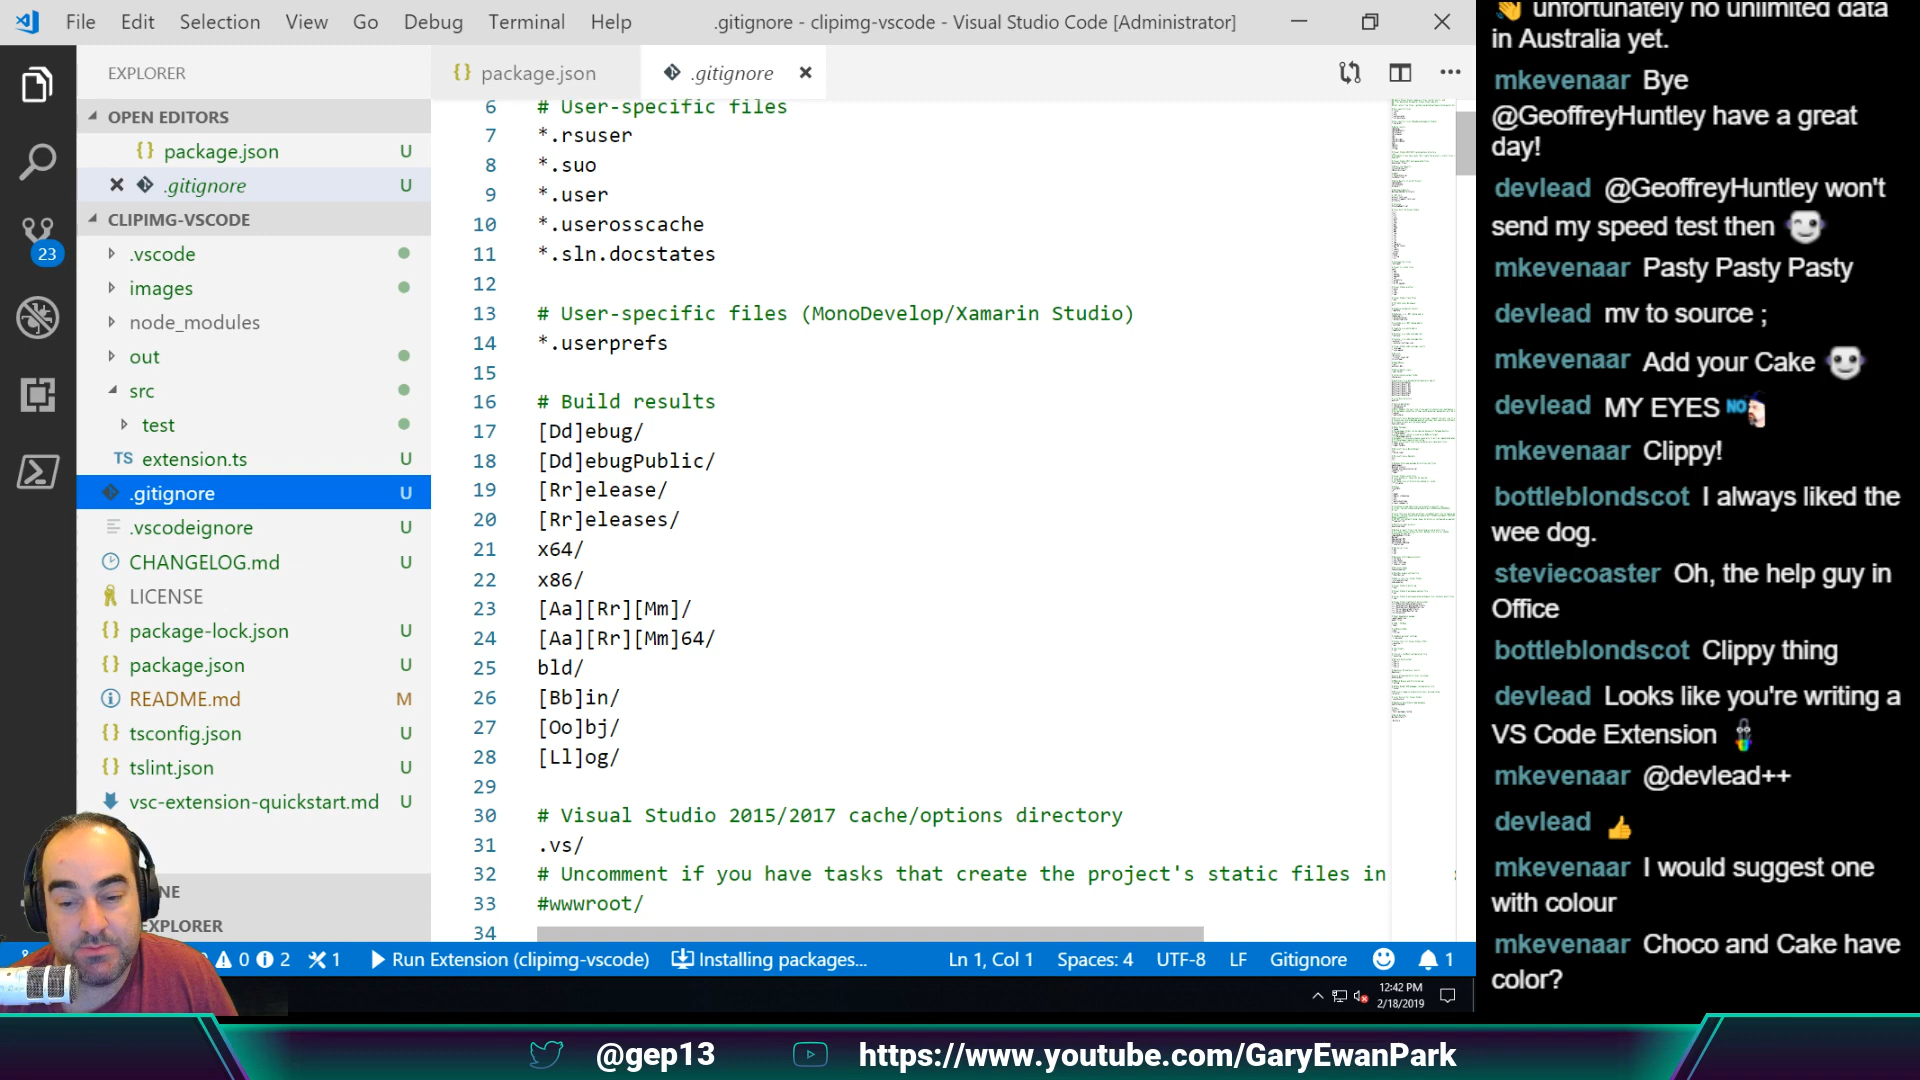 File Edit Selection View Go Debug Terminal Help
.gitignore - clipimg-vscode - Visual Studio Code [Administrator]
EXPLORER
OPEN EDITORS
package.json U
.gitignore U
CLIPIMG-VSCODE
.vscode
images
node_modules
out
src
test
TS extension.ts U
.gitignore U
.vscodeignore U
CHANGELOG.md U
LICENSE
package-lock.json U
package.json U
README.md M
tsconfig.json U
tslint.json U
vsc-extension-quickstart.md U
NE
EXPLORER
23
package.json
.gitignore
6 # User-specific files
7 *.rsuser
8 *.suo
9 *.user
10 *.userosscache
11 *.sln.docstates
12
13 # User-specific files (MonoDevelop/Xamarin Studio)
14 *.userprefs
15
16 # Build results
17 [Dd]ebug/
18 [Dd]ebugPublic/
19 [Rr]elease/
20 [Rr]eleases/
21 x64/
22 x86/
23 [Aa][Rr][Mm]/
24 [Aa][Rr][Mm]64/
25 bld/
26 [Bb]in/
27 [Oo]bj/
28 [Ll]og/
29
30 # Visual Studio 2015/2017 cache/options directory
31 .vs/
32 # Uncomment if you have tasks that create the project's static files in
33 #wwwroot/
34
0 2 1 Run Extension (clipimg-vscode) Installing packages... Ln 1, Col 1 Spaces: 4 UTF-8 LF Gitignore 1
12:42 PM
2/18/2019
unfortunately no unlimited data
in Australia yet.
mkevenaar Bye
@GeoffreyHuntley have a great
day!
devlead @GeoffreyHuntley won't
send my speed test then
mkevenaar Pasty Pasty Pasty
devlead mv to source ;
mkevenaar Add your Cake
devlead MY EYES NO
mkevenaar Clippy!
bottleblondscot I always liked the
wee dog.
steviecoaster Oh, the help guy in
Office
bottleblondscot Clippy thing
devlead Looks like you're writing a
VS Code Extension
mkevenaar @devlead++
devlead
mkevenaar I would suggest one
with colour
mkevenaar Choco and Cake have
color?
@gep13
https://www.youtube.com/GaryEwanPark